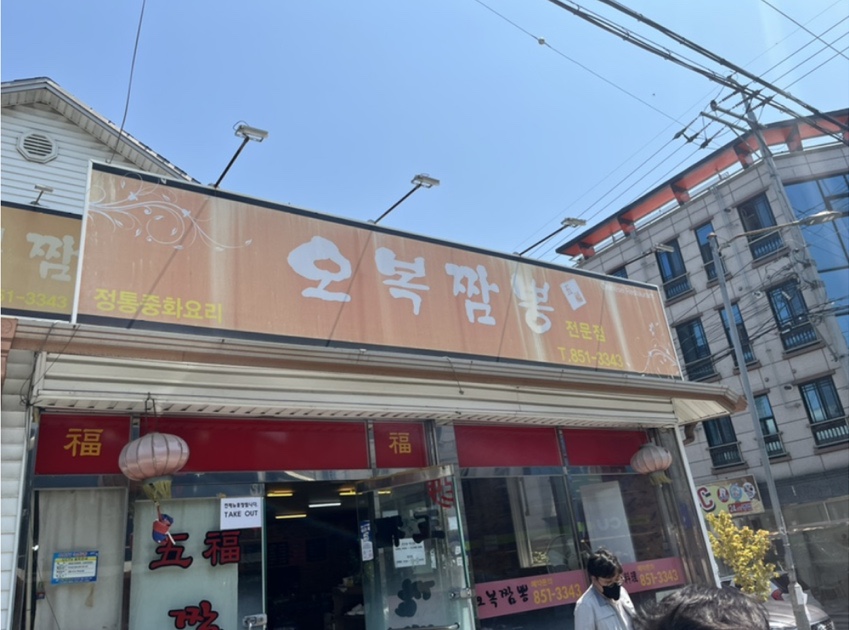 짬
51-3343
오복짬뽕
정통중화요리
전문점
T.851-3343
福
福
TAKE OUT
五福
오복짬뽕 851-3343
851-3343